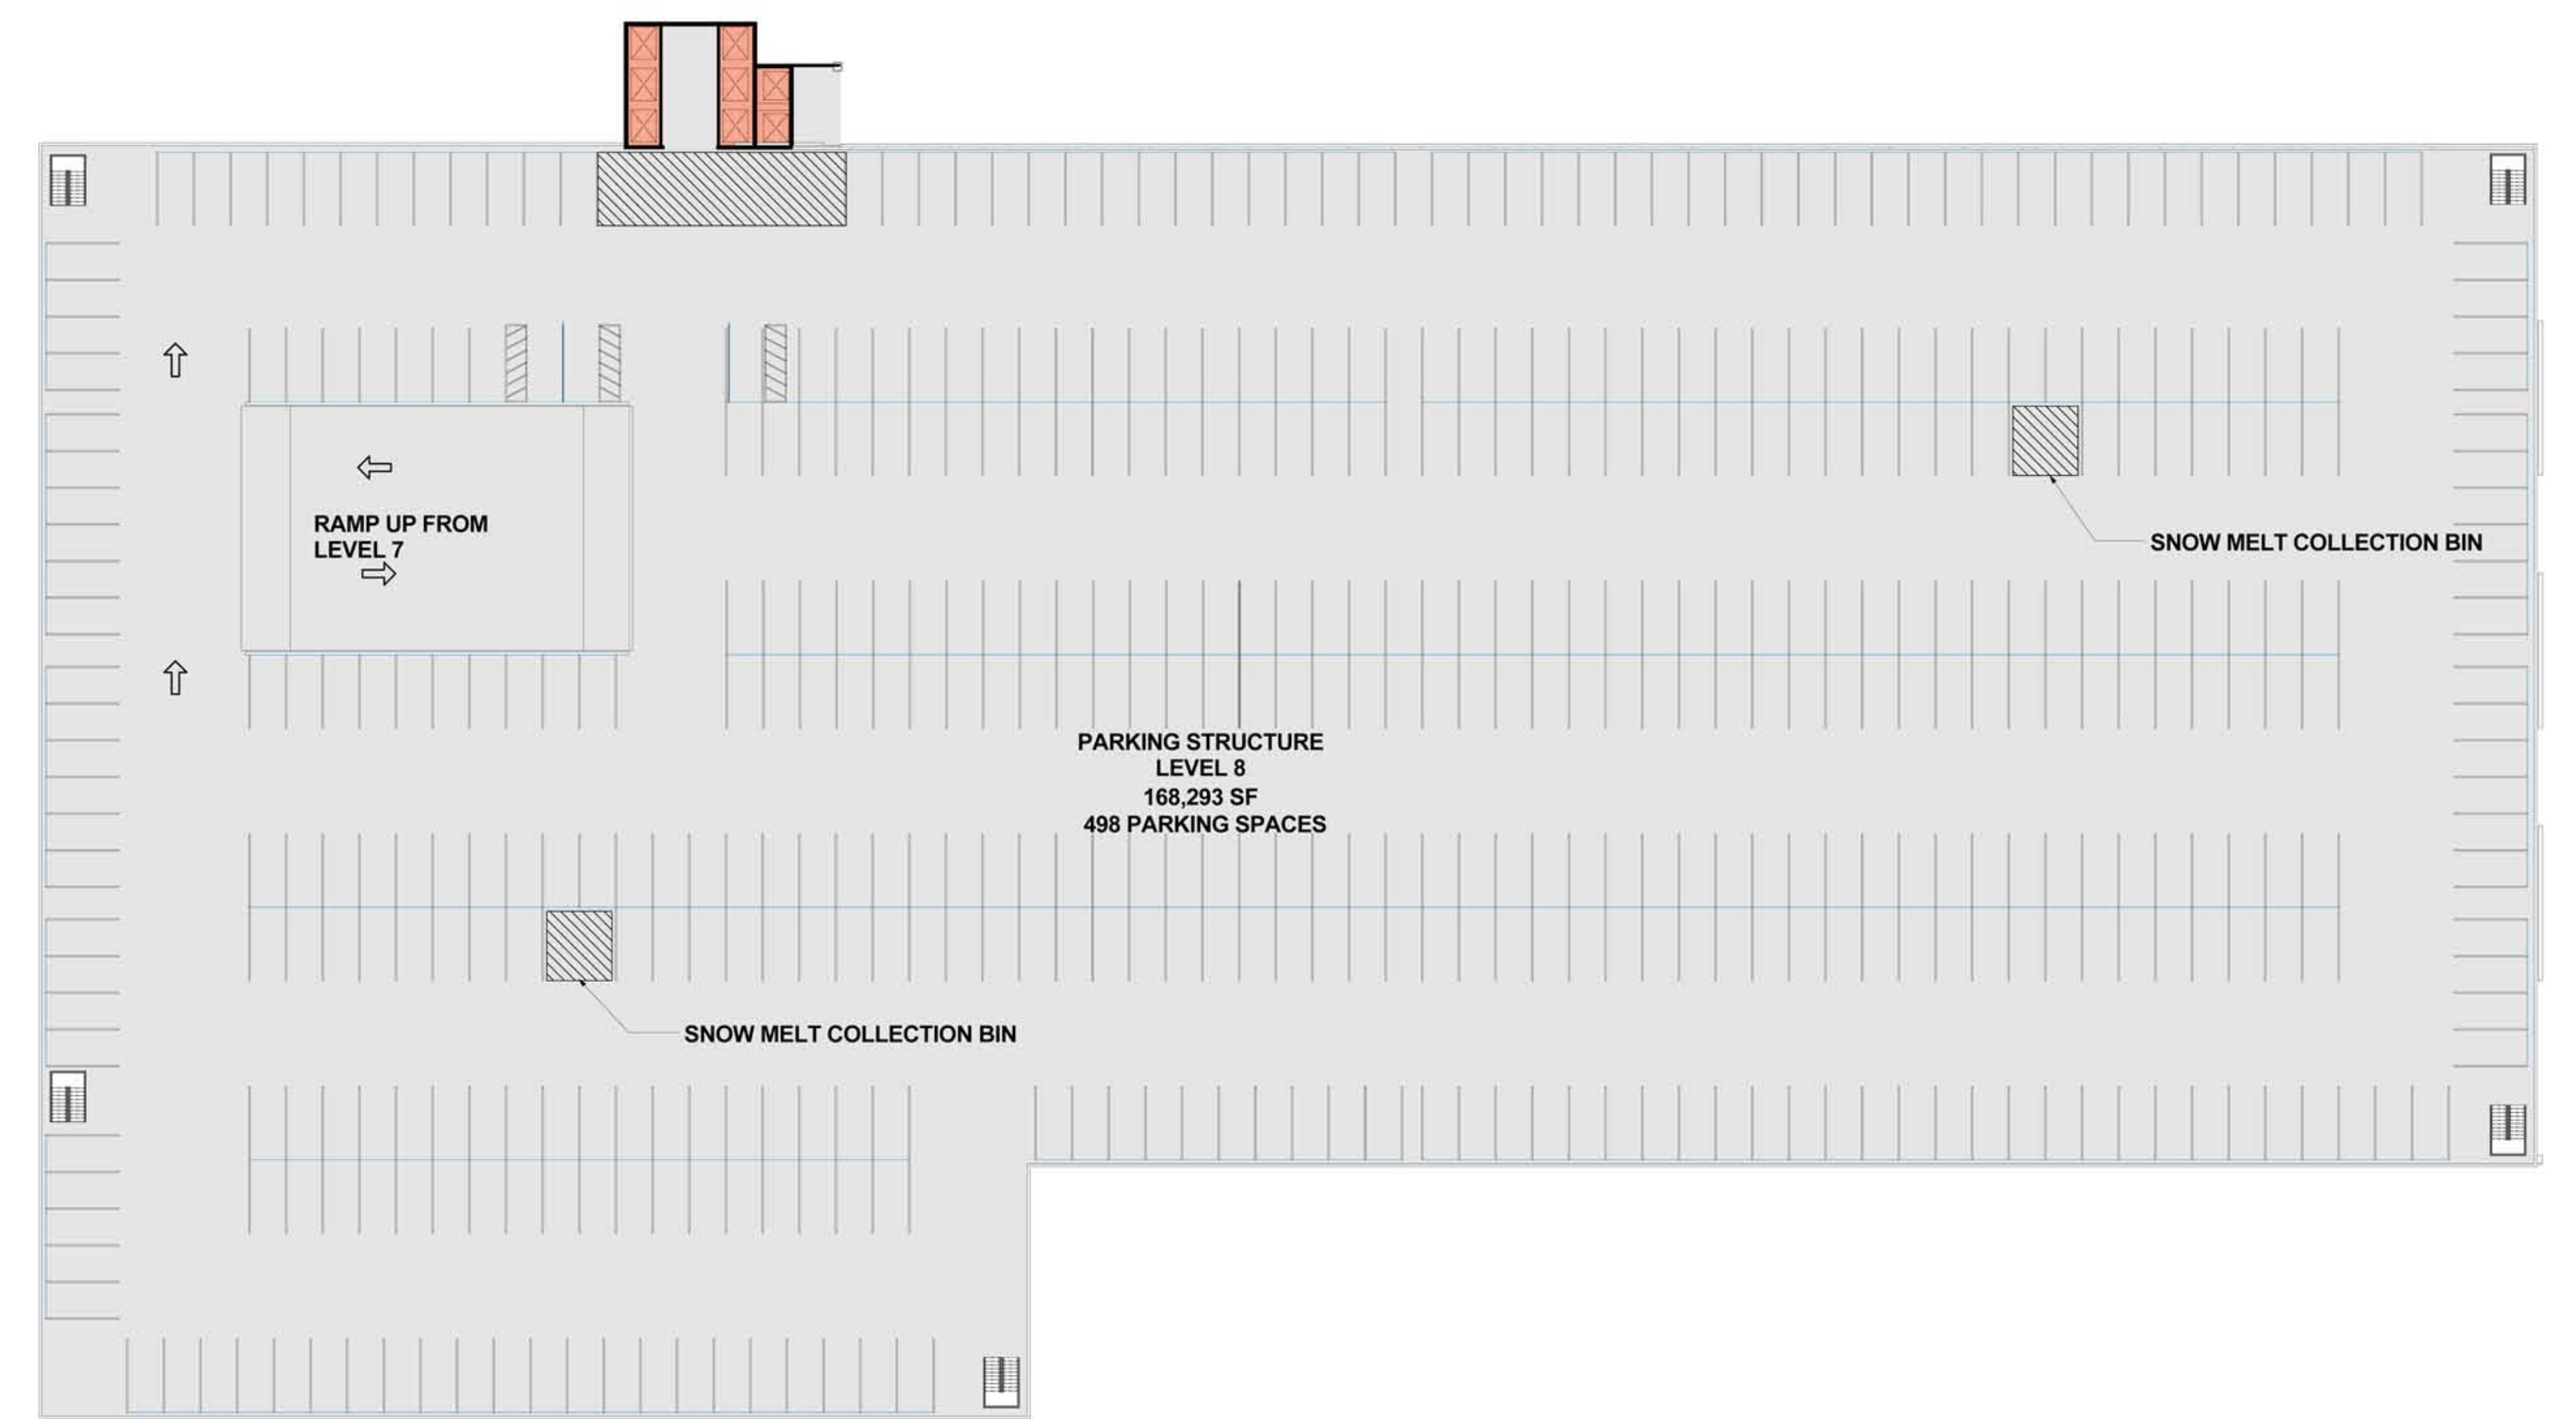 RAMP UP FROM
LEVEL 7
SNOW MELT COLLECTION BIN
PARKING STRUCTURE
LEVEL 8
168,293 SF
498 PARKING SPACES
SNOW MELT COLLECTION BIN